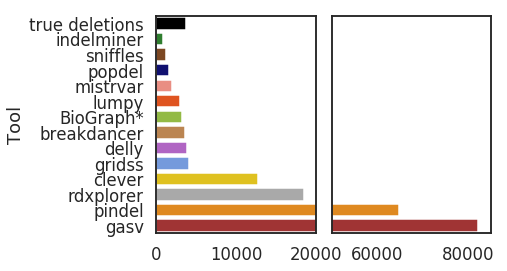 true deletions
indelminer
sniffles
popdel
mistrvar
lumpy
BioGraph*
breakdancer
delly
gridss
clever
rdxplorer
pindel
gasv
Tool
0 10000 20000 60000 80000